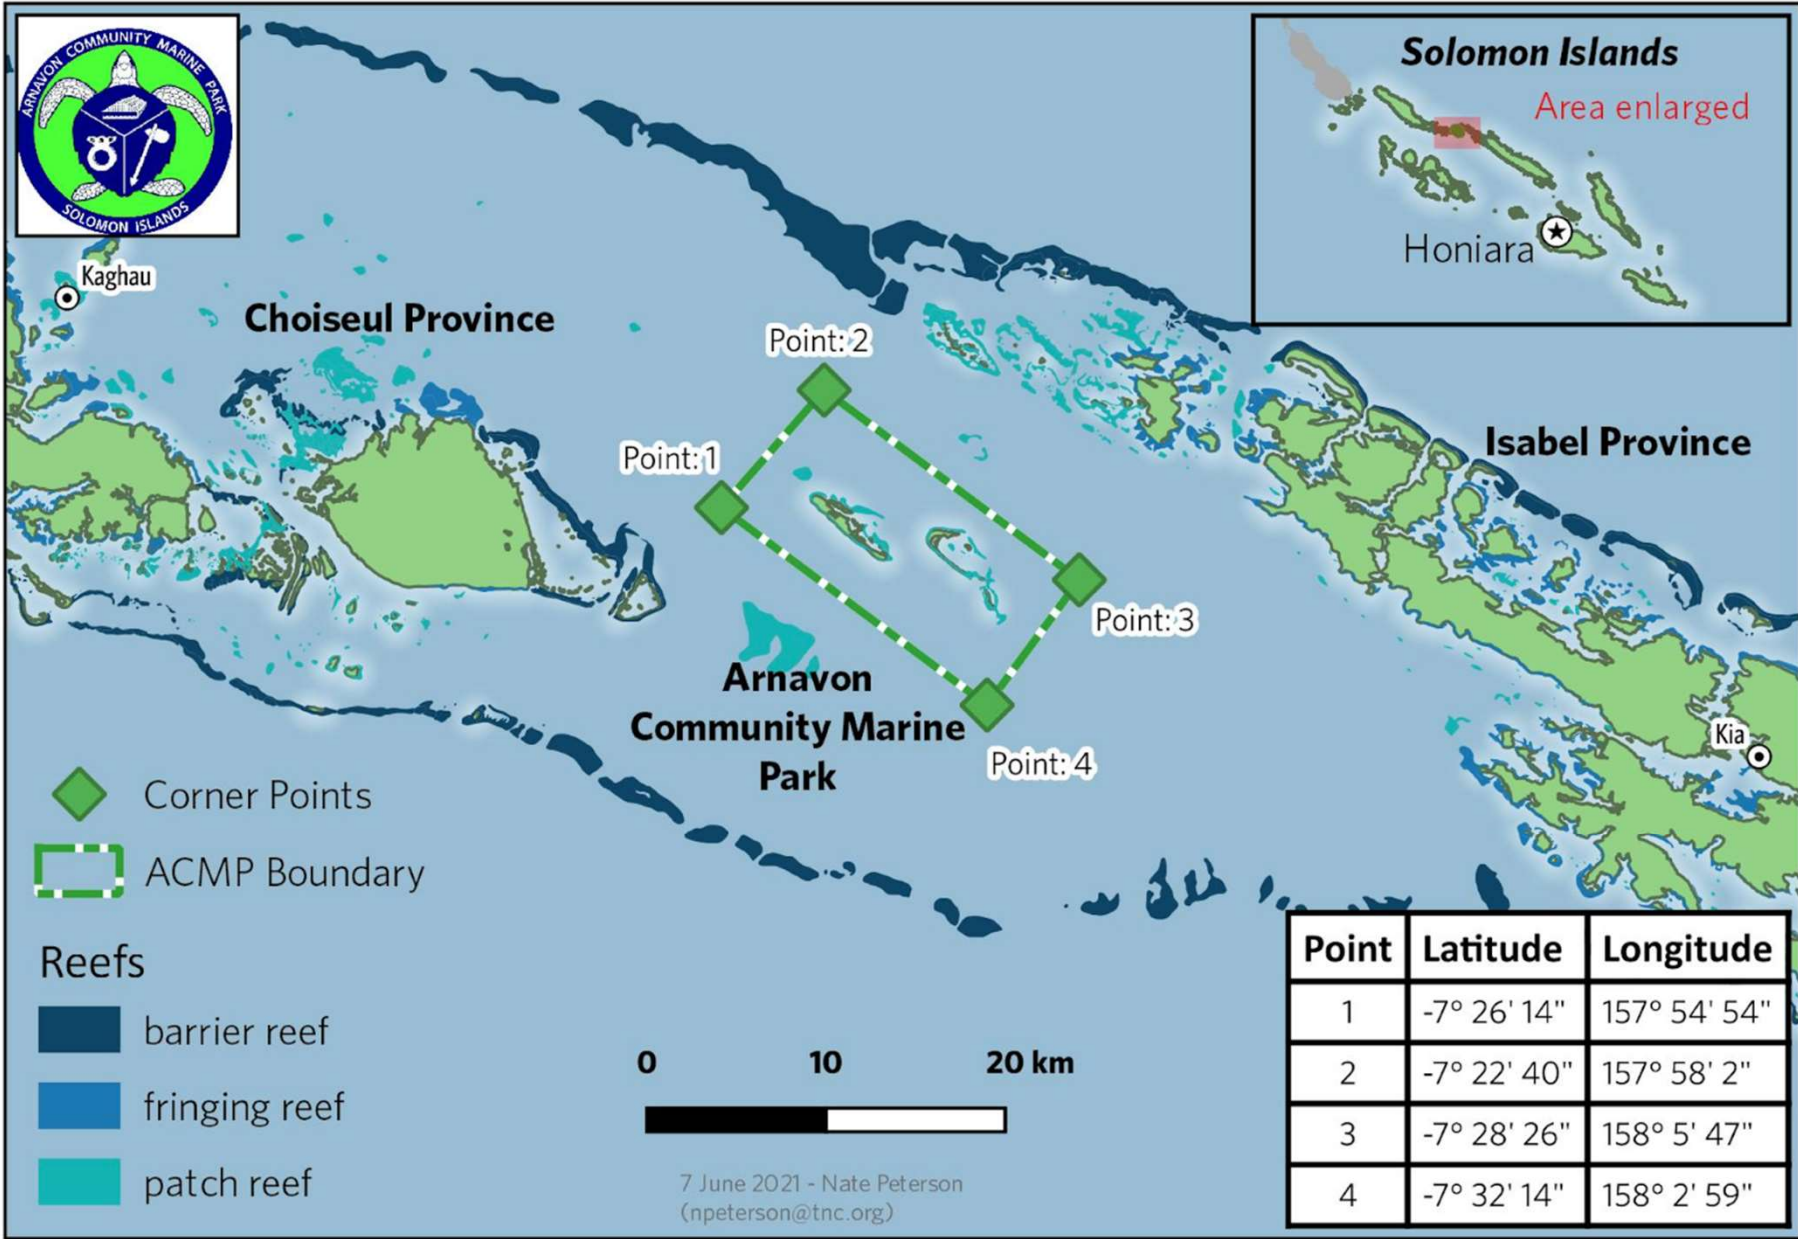 ARNAVON COMMUNITY MARINE PARK
SOLOMON ISLANDS
Solomon Islands
Area enlarged
Honiara
Kaghau
Choiseul Province
Point: 2
Point: 1
Isabel Province
Point: 3
Arnavon
Community Marine
Park
Point: 4
Kia
Corner Points
ACMP Boundary
Reefs
barrier reef
fringing reef
patch reef
0 10 20 km
7 June 2021 - Nate Peterson
(npeterson@tnc.org)
Point Latitude Longitude
1 -7° 26' 14" 157° 54' 54"
2 -7° 22' 40" 157° 58' 2"
3 -7° 28' 26" 158° 5' 47"
4 -7° 32' 14" 158° 2' 59"